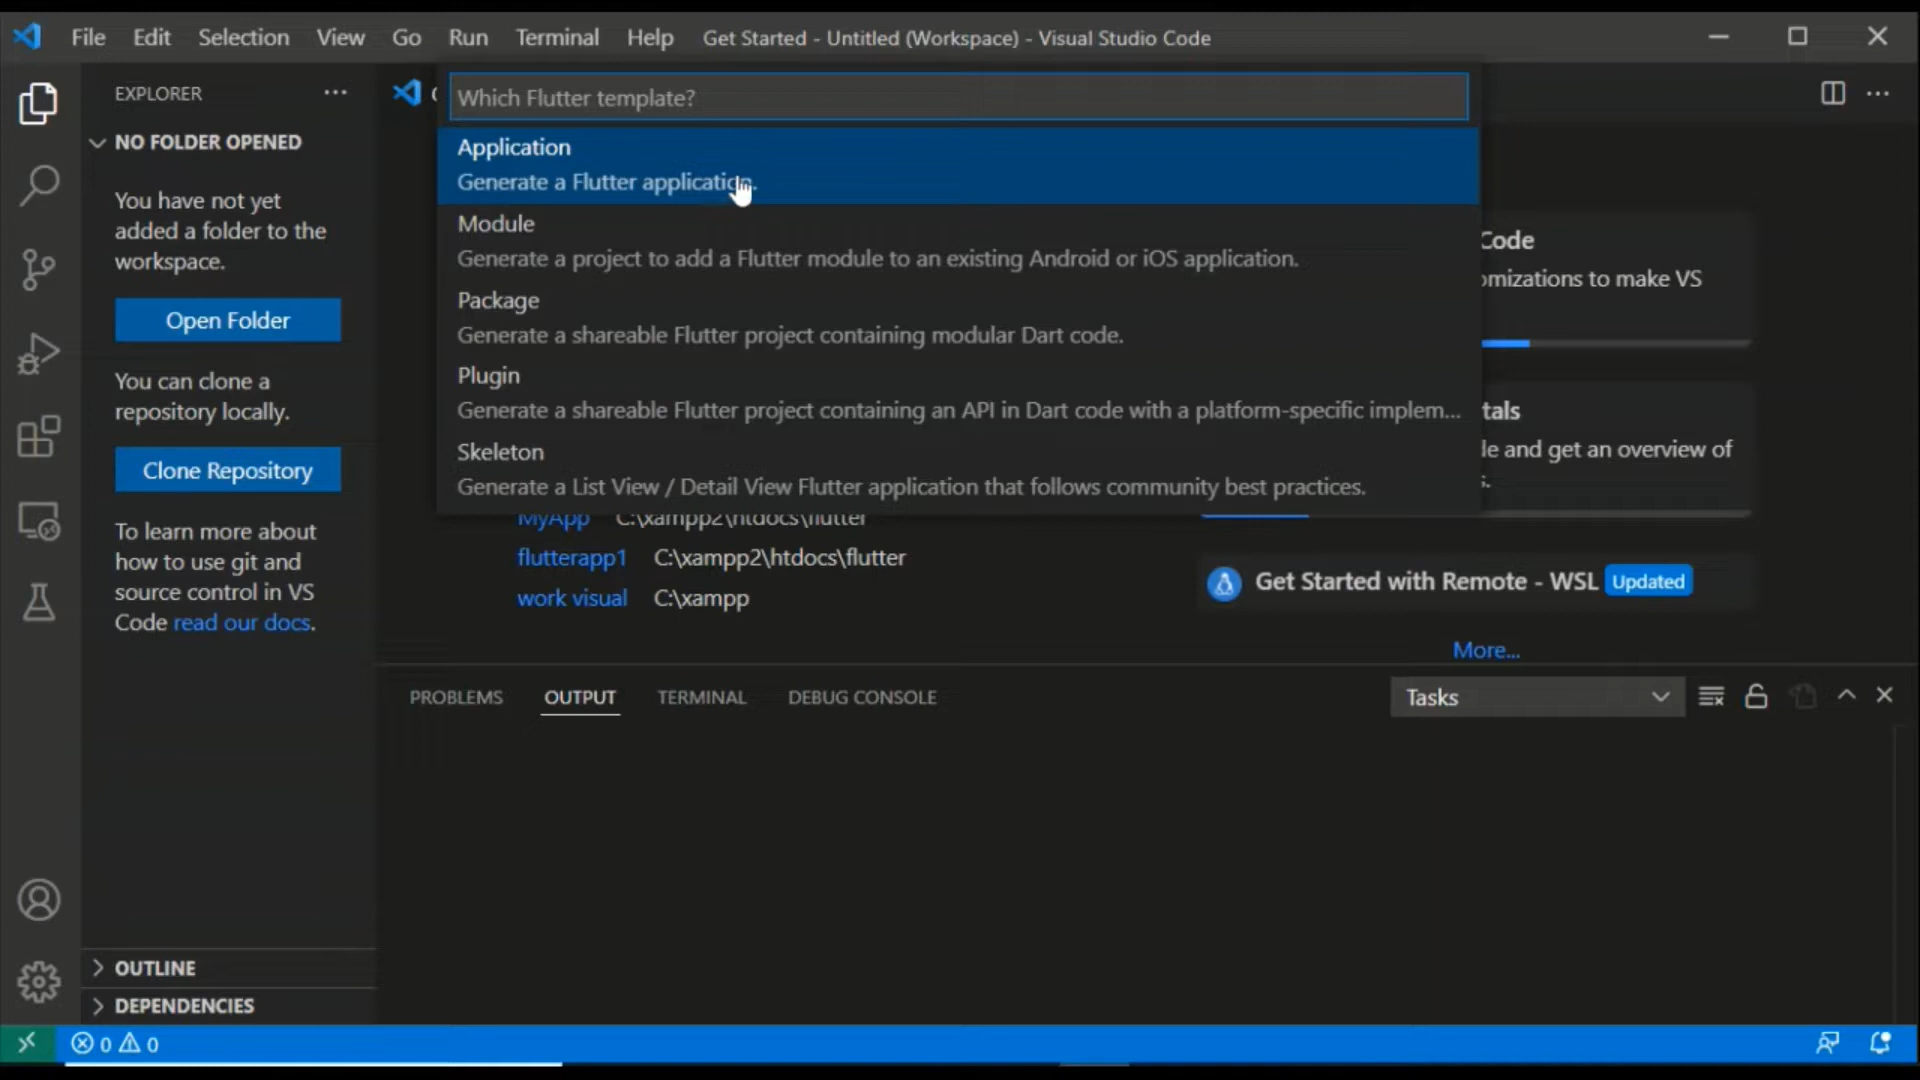 File Edit Selection View Go Run Terminal Help Get Started - Untitled (Workspace) - Visual Studio Code
EXPLORER
NO FOLDER OPENED
You have not yet
added a folder to the
workspace.
Open Folder
You can clone a
repository locally.
Clone Repository
To learn more about
how to use git and
source control in VS
Code read our docs.
OUTLINE
DEPENDENCIES
Which Flutter template?
Application
Generate a Flutter application.
Module
Generate a project to add a Flutter module to an existing Android or iOS application.
Package
Generate a shareable Flutter project containing modular Dart code.
Plugin
Generate a shareable Flutter project containing an API in Dart code with a platform-specific implem...
Skeleton
Generate a List View / Detail View Flutter application that follows community best practices.
MyApp C:\xampp2\htdocs\flutter
flutterapp1 C:\xampp2\htdocs\flutter
work visual C:\xampp
Code
omizations to make VS
tals
le and get an overview of
s.
Get Started with Remote - WSL Updated
More...
PROBLEMS OUTPUT TERMINAL DEBUG CONSOLE Tasks
0 0